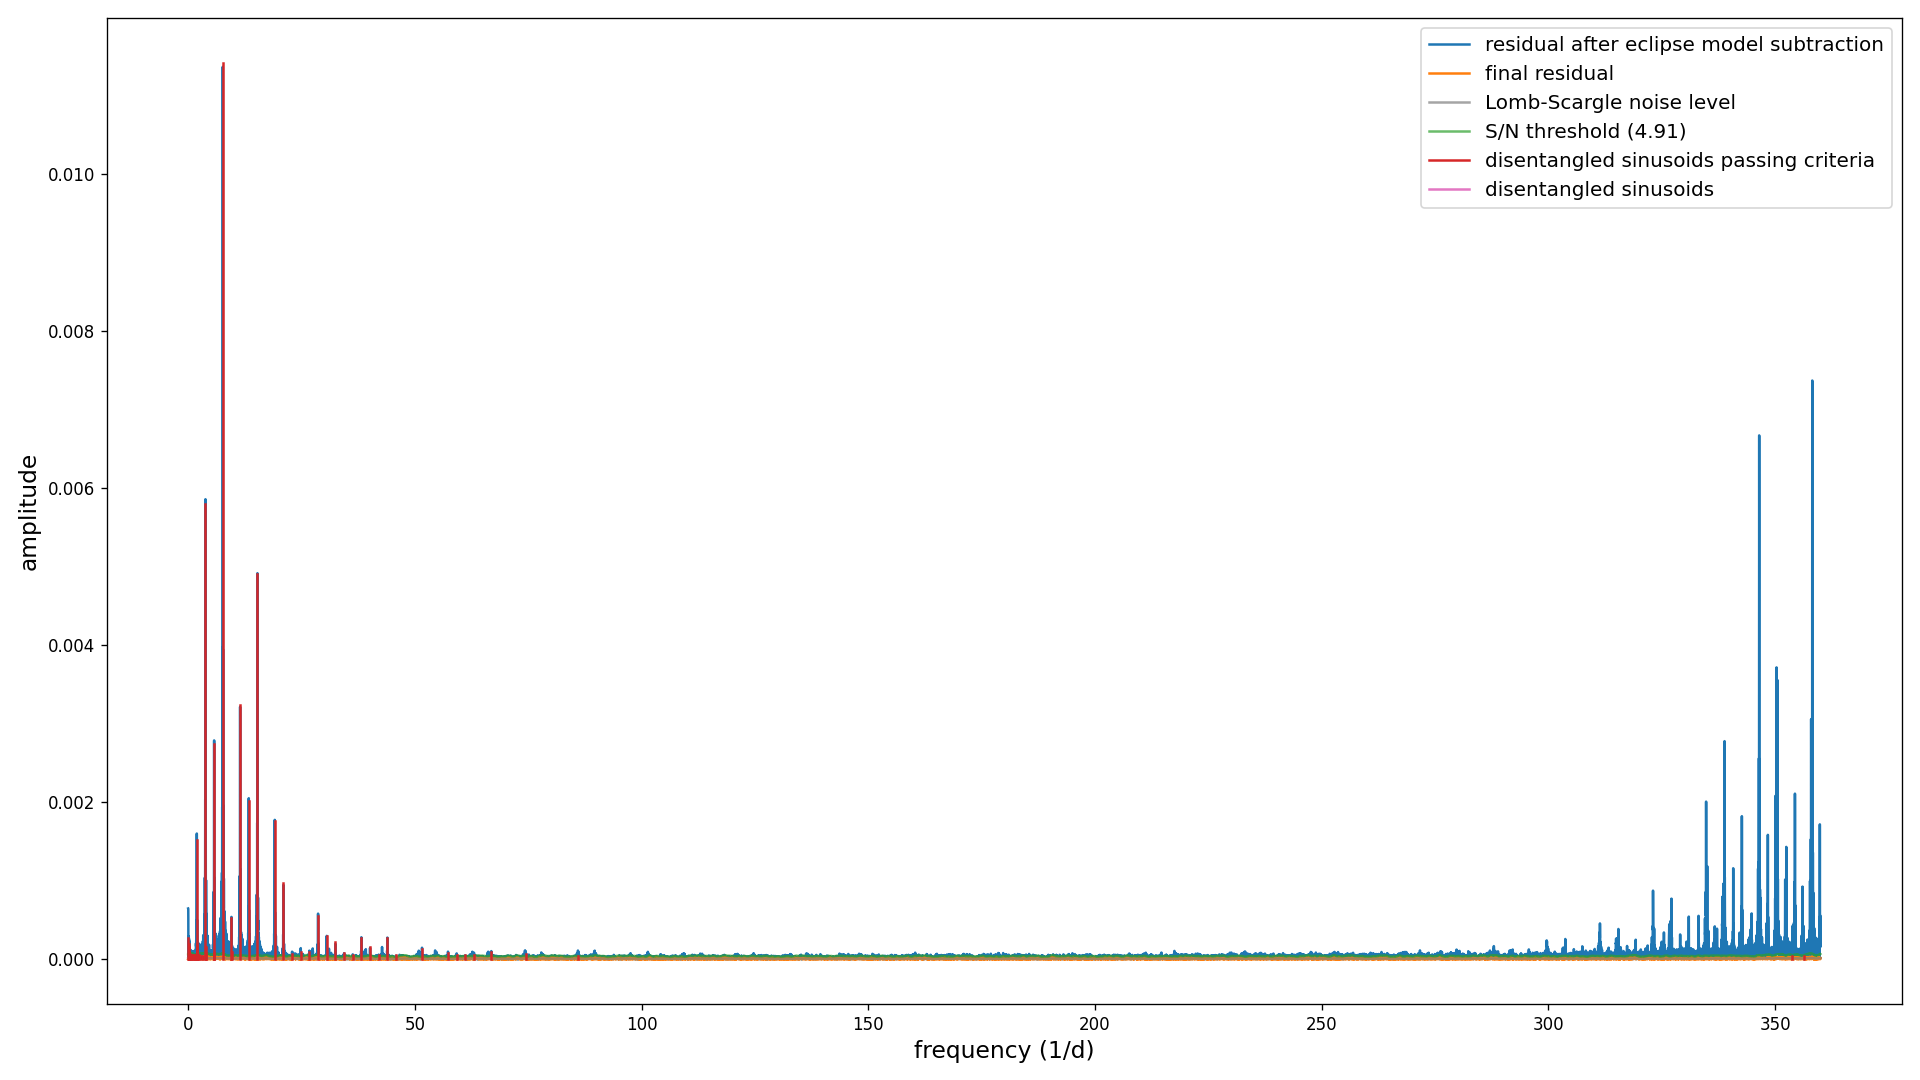 residual after eclipse model subtraction
final residual
Lomb-Scargle noise level
S/N threshold (4.91)
disentangled sinusoids passing criteria
disentangled sinusoids
0.010
0.008
0.006
0.004
0.002
0.000
amplitude
0 50 100 150 200 250 300 350
frequency (1/d)